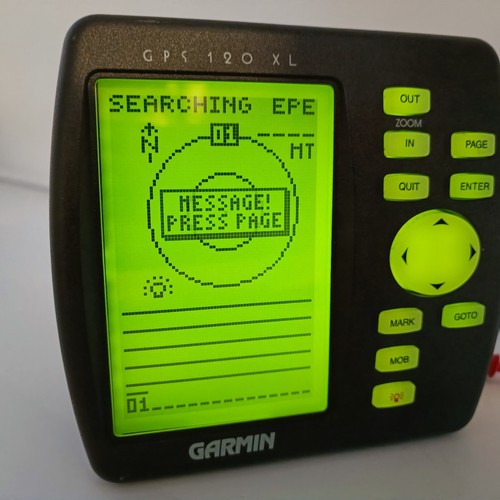 GPS 120 XL
SEARCHING EPE
N
01
MT
MESSAGE!
PRESS PAGE
01
GARMIN
OUT
ZOOM
IN
PAGE
QUIT
ENTER
MARK
GOTO
MOB